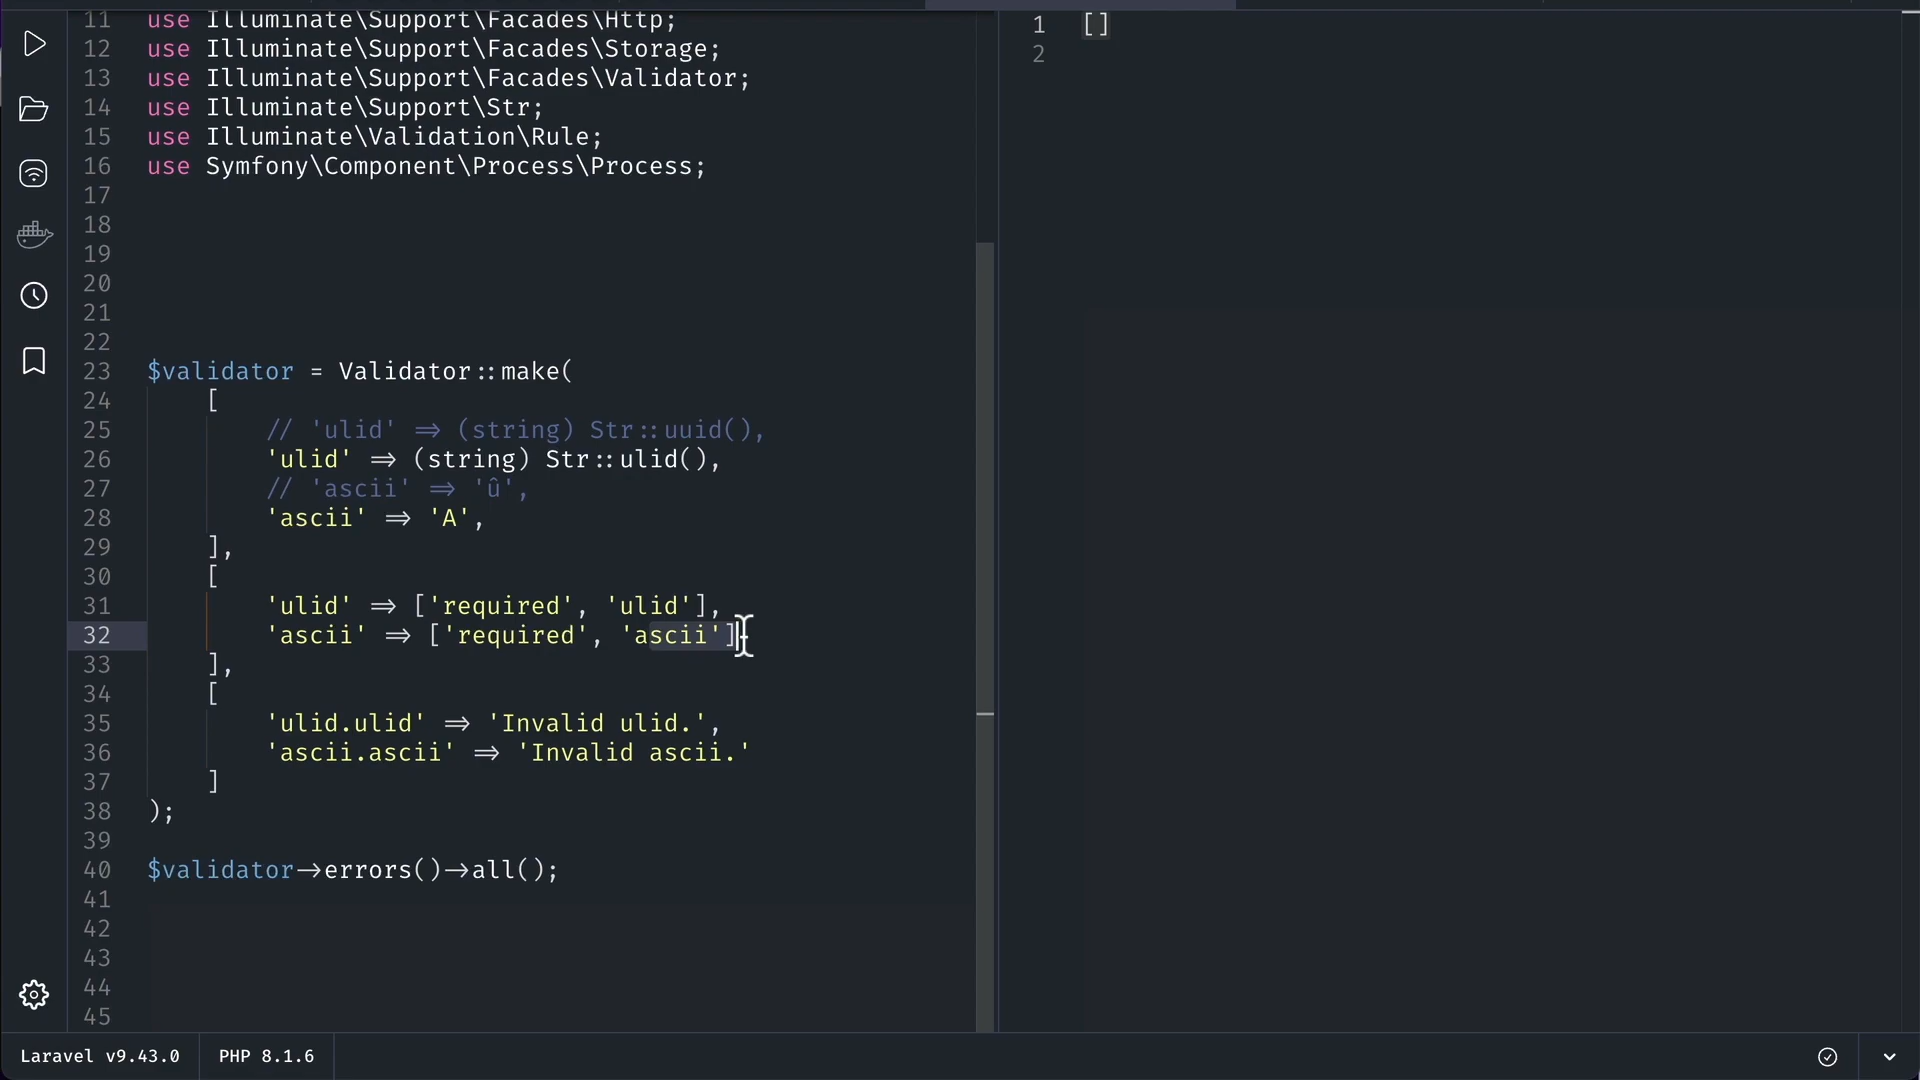 11 use Illuminate\Support\Facades\Http;
12 use Illuminate\Support\Facades\Storage;
13 use Illuminate\Support\Facades\Validator;
14 use Illuminate\Support\Str;
15 use Illuminate\Validation\Rule;
16 use Symfony\Component\Process\Process;
17
18
19
20
21
22
23 $validator = Validator::make(
24 [
25 // 'ulid' => (string) Str::uuid(),
26 'ulid' => (string) Str::ulid(),
27 // 'ascii' => 'û',
28 'ascii' => 'A',
29 ],
30 [
31 'ulid' => ['required', 'ulid'],
32 'ascii' => ['required', 'ascii']
33 ],
34 [
35 'ulid.ulid' => 'Invalid ulid.',
36 'ascii.ascii' => 'Invalid ascii.'
37 ]
38 );
39
40 $validator->errors()->all();
41
42
43
44
45
1 []
2
Laravel v9.43.0
PHP 8.1.6